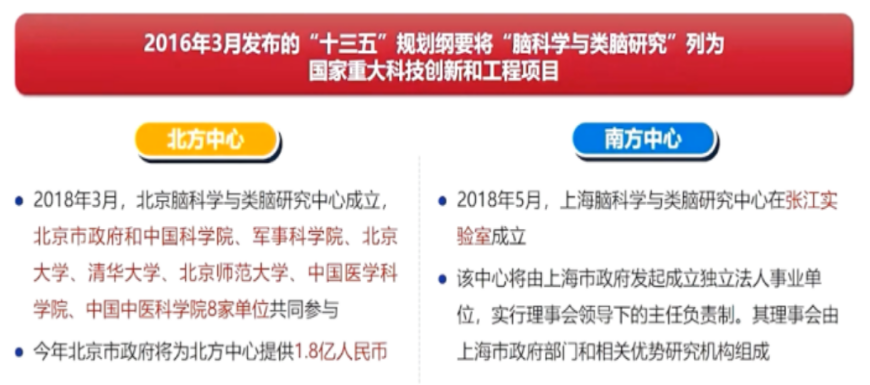 2016年3月发布的“十三五”规划纲要将“脑科学与类脑研究”列为
国家重大科技创新和工程项目
北方中心
2018年3月，北京脑科学与类脑研究中心成立，
北京市政府和中国科学院、军事科学院、北京
大学、清华大学、北京师范大学、中国医学科
学院、中国中医科学院8家单位共同参与
今年北京市政府将为北方中心提供1.8亿人民币
南方中心
2018年5月，上海脑科学与类脑研究中心在张江实
验室成立
该中心将由上海市政府发起成立独立法人事业单
位，实行理事会领导下的主任负责制。其理事会由
上海市政府部门和相关优势研究机构组成